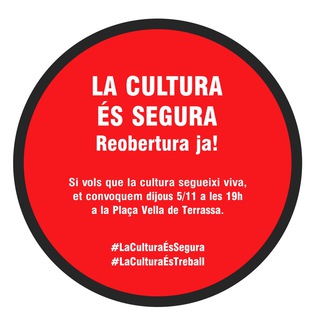 LA CULTURA
ÉS SEGURA
Reobertura ja!
Si vols que la cultura segueixi viva,
et convoquem dijous 5/11 a les 19h
a la Plaça Vella de Terrassa.
#LaCulturaÉsSegura
#LaCulturaÉsTreball